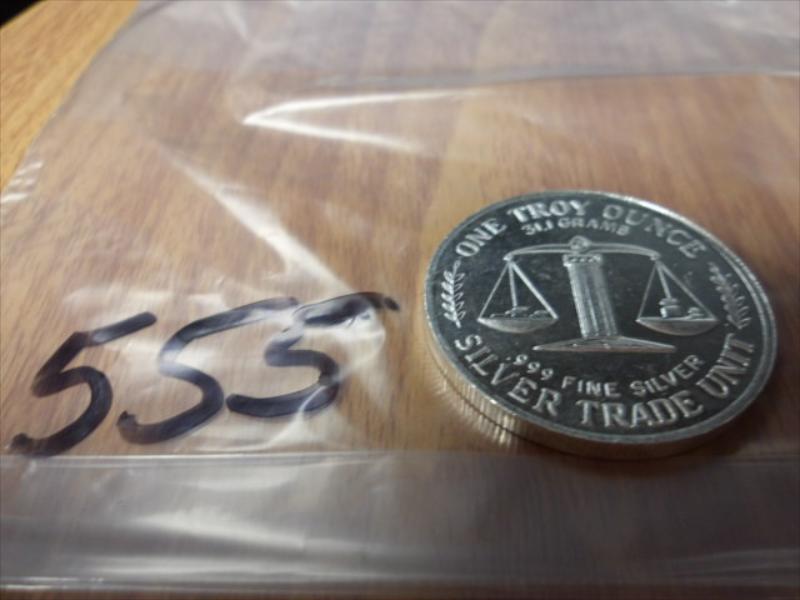 ONE TROY OUNCE
31.1 GRAMS
.999 FINE SILVER
SILVER TRADE UNIT
555